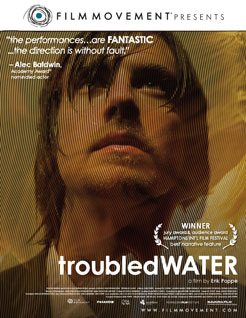 FILM MOVEMENT® PRESENTS
"the performances...are FANTASTIC
...the direction is without fault,"
—Alec Baldwin,
Academy Award®
nominated actor
WINNER
jury award & audience award
HAMPTONS INT'L FILM FESTIVAL
best narrative feature
troubledWATER
a film by Erik Poppe
WWW.FILMMOVEMENT.COM